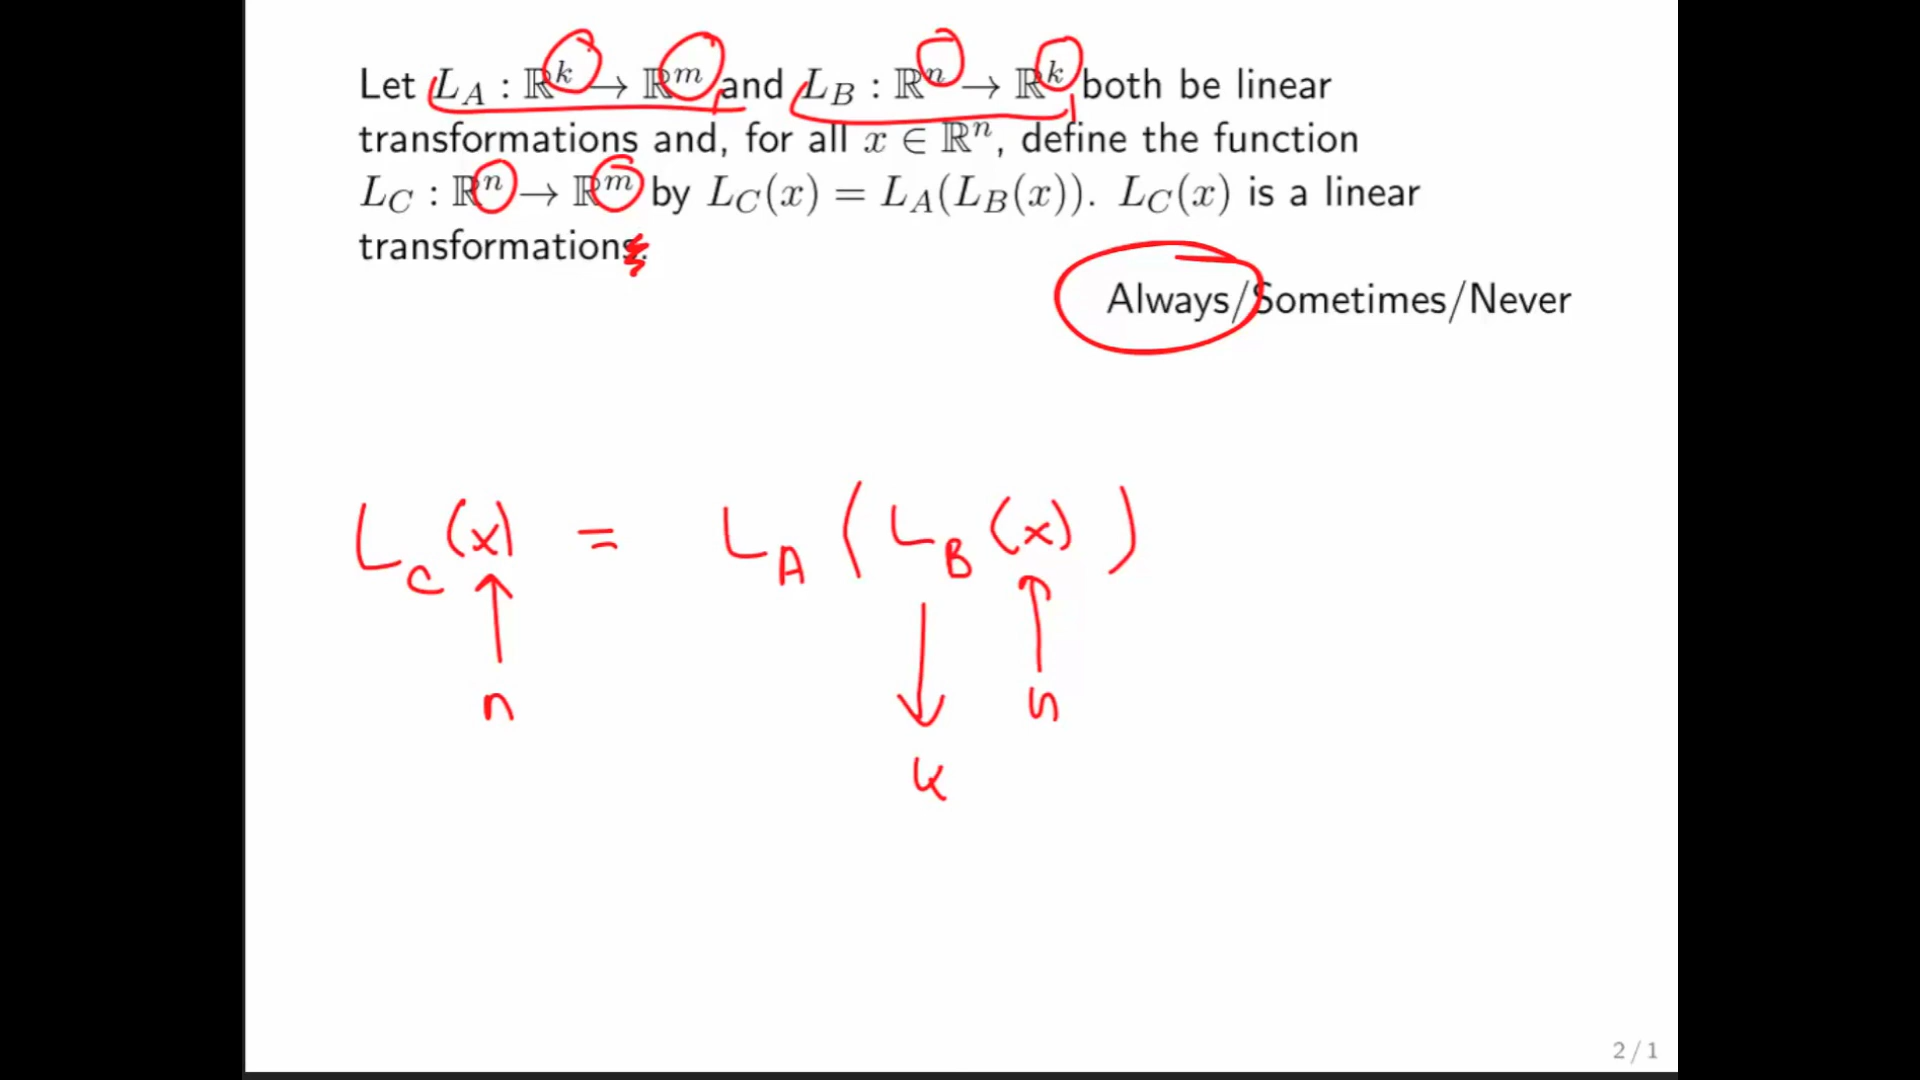 Let L_A : ℝ^k → ℝ^m and L_B : ℝ^n → ℝ^k both be linear
transformations and, for all x ∈ ℝ^n, define the function
L_C : ℝ^n → ℝ^m by L_C(x) = L_A(L_B(x)). L_C(x) is a linear
transformation.
Always/Sometimes/Never
L_C (x) = L_A ( L_B (x) )
n n
k
2 / 1